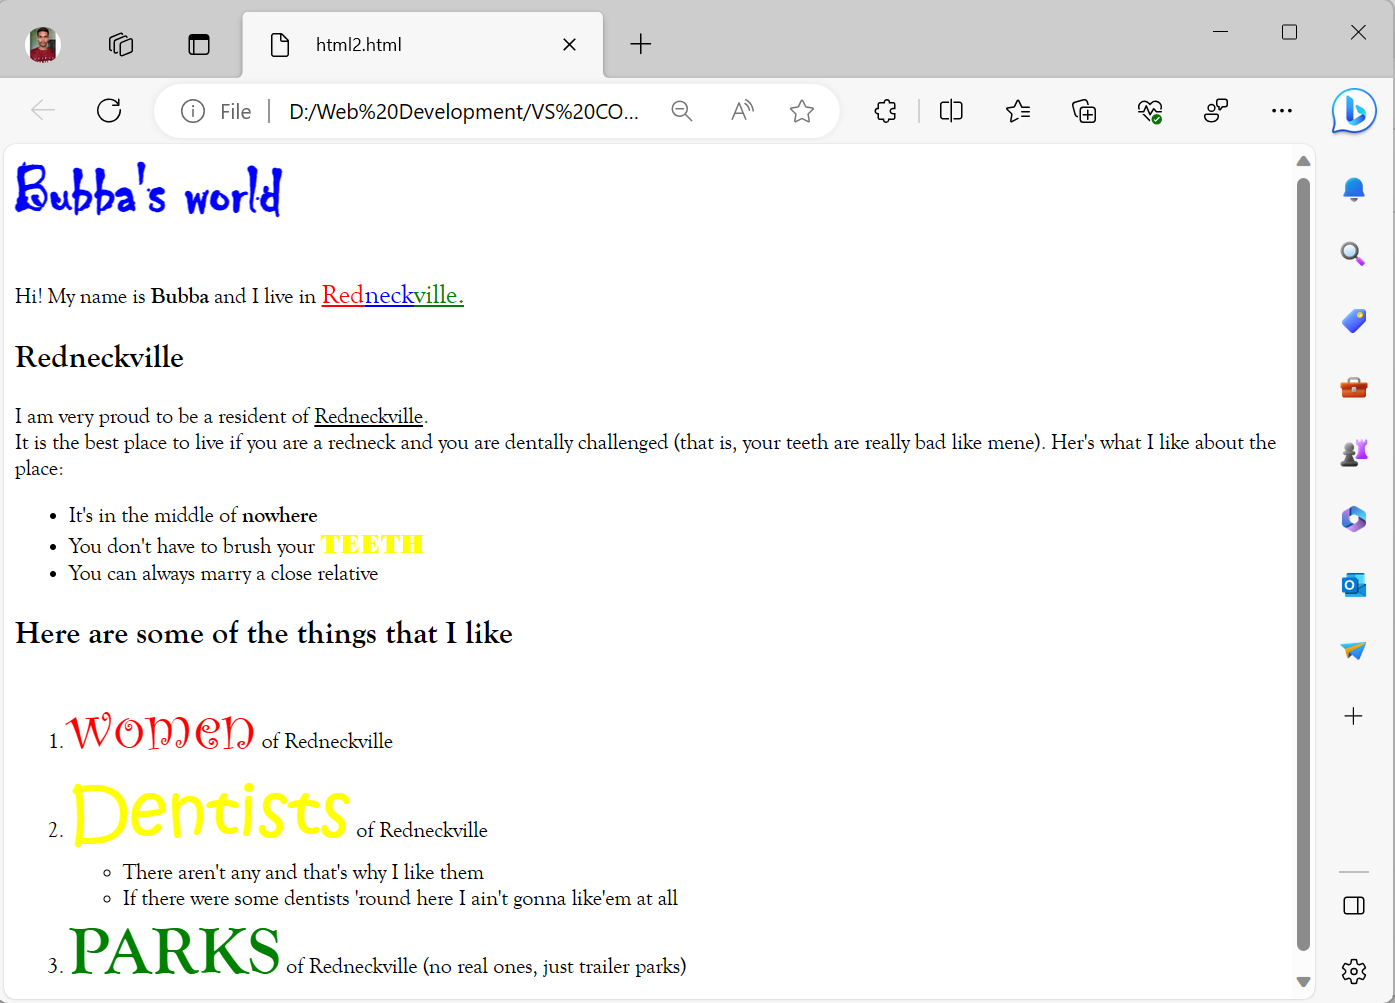 html2.html
File
D:/Web%20Development/VS%20CO...
Bubba's world
Hi! My name is Bubba and I live in Redneckville.
Redneckville
I am very proud to be a resident of Redneckville.
It is the best place to live if you are a redneck and you are dentally challenged (that is, your teeth are really bad like mene). Her's what I like about the
place:
• It's in the middle of nowhere
• You don't have to brush your TEETH
• You can always marry a close relative
Here are some of the things that I like
1. Women of Redneckville
2. Dentists of Redneckville
◦ There aren't any and that's why I like them
◦ If there were some dentists 'round here I ain't gonna like'em at all
3. PARKS of Redneckville (no real ones, just trailer parks)